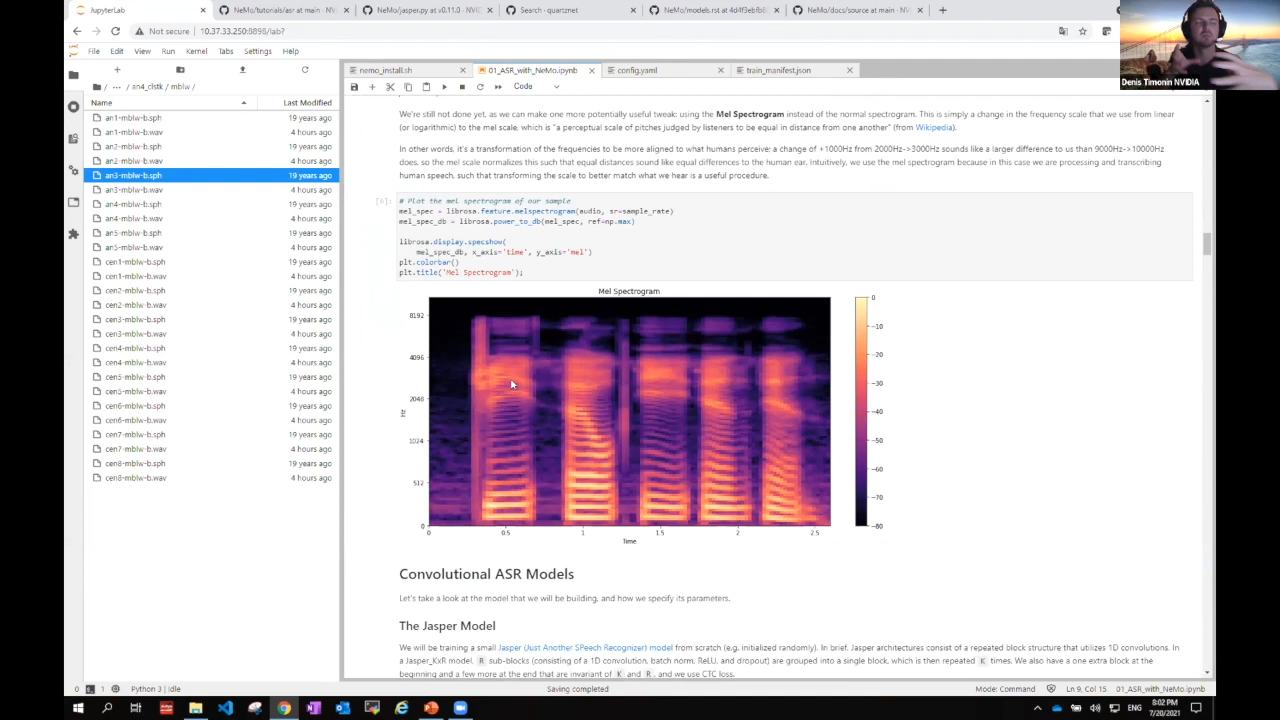 JupyterLab
NeMo/tutorials/asr at main · N
NeMo/jasper.py at v0.11.0 · NVI
Search · quartznet
NeMo/models.rst at 4d4f3ebfb8
NeMo/docs/source at main · NV
Not secure
10.37.33.250:8898/lab?
File Edit View Run Kernel Tabs Settings Help
Denis Timonin NVIDIA
/ ··· / an4_clstk / mblw /
Name Last Modified
an1-mblw-b.sph 19 years ago
an1-mblw-b.wav 4 hours ago
an2-mblw-b.sph 19 years ago
an2-mblw-b.wav 4 hours ago
an3-mblw-b.sph 19 years ago
an3-mblw-b.wav 4 hours ago
an4-mblw-b.sph 19 years ago
an4-mblw-b.wav 4 hours ago
an5-mblw-b.sph 19 years ago
an5-mblw-b.wav 4 hours ago
cen1-mblw-b.sph 19 years ago
cen1-mblw-b.wav 4 hours ago
cen2-mblw-b.sph 19 years ago
cen2-mblw-b.wav 4 hours ago
cen3-mblw-b.sph 19 years ago
cen3-mblw-b.wav 4 hours ago
cen4-mblw-b.sph 19 years ago
cen4-mblw-b.wav 4 hours ago
cen5-mblw-b.sph 19 years ago
cen5-mblw-b.wav 4 hours ago
cen6-mblw-b.sph 19 years ago
cen6-mblw-b.wav 4 hours ago
cen7-mblw-b.sph 19 years ago
cen7-mblw-b.wav 4 hours ago
cen8-mblw-b.sph 19 years ago
cen8-mblw-b.wav 4 hours ago
nemo_install.sh
01_ASR_with_NeMo.ipynb
config.yaml
train_manifest.json
Code
We're still not done yet, as we can make one more potentially useful tweak: using the Mel Spectrogram instead of the normal spectrogram. This is simply a change in the frequency scale that we use from linear
(or logarithmic) to the mel scale, which is "a perceptual scale of pitches judged by listeners to be equal in distance from one another" (from Wikipedia).
In other words, it's a transformation of the frequencies to be more aligned to what humans perceive; a change of +1000Hz from 2000Hz->3000Hz sounds like a larger difference to us than 9000Hz->10000Hz
does, so the mel scale normalizes this such that equal distances sound like equal differences to the human ear. Intuitively, we use the mel spectrogram because in this case we are processing and transcribing
human speech, such that transforming the scale to better match what we hear is a useful procedure.
[6]:
# Plot the mel spectrogram of our sample
mel_spec = librosa.feature.melspectrogram(audio, sr=sample_rate)
mel_spec_db = librosa.power_to_db(mel_spec, ref=np.max)
librosa.display.specshow(
mel_spec_db, x_axis='time', y_axis='mel')
plt.colorbar()
plt.title('Mel Spectrogram');
Mel Spectrogram
8192
4096
2048
1024
512
0
Hz
0 0.5 1 1.5 2 2.5
Time
0
−10
−20
−30
−40
−50
−60
−70
−80
Convolutional ASR Models
Let's take a look at the model that we will be building, and how we specify its parameters.
The Jasper Model
We will be training a small Jasper (Just Another SPeech Recognizer) model from scratch (e.g. initialized randomly). In brief, Jasper architectures consist of a repeated block structure that utilizes 1D convolutions. In
a Jasper_KxR model, R sub-blocks (consisting of a 1D convolution, batch norm, ReLU, and dropout) are grouped into a single block, which is then repeated K times. We also have a one extra block at the
beginning and a few more at the end that are invariant of K and R, and we use CTC loss.
0 1 Python 3 | Idle
Saving completed
Mode: Command
Ln 9, Col 15
01_ASR_with_NeMo.ipynb
ENG
8:02 PM
7/20/2021